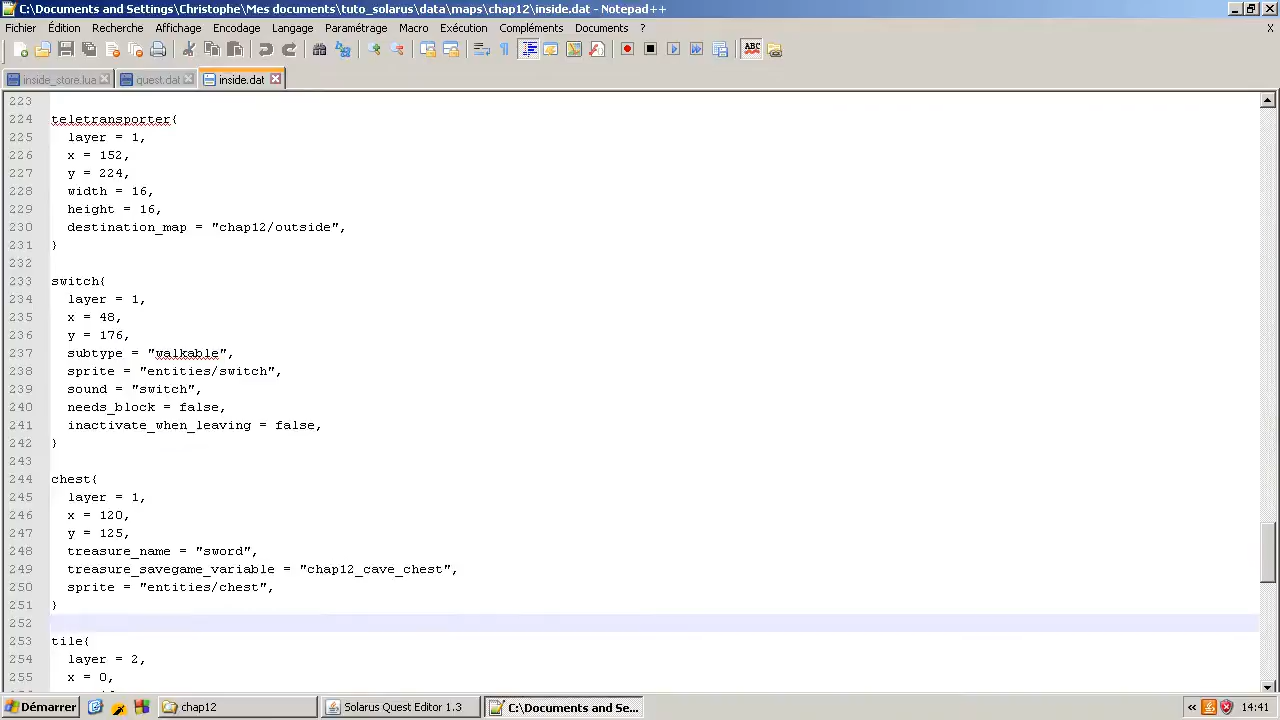 C:\Documents and Settings\Christophe\Mes documents\tuto_solarus\data\maps\chap12\inside.dat - Notepad++
Fichier Édition Recherche Affichage Encodage Langage Paramétrage Macro Exécution Compléments Documents ? X
ABC
inside_store.lua quest.dat inside.dat
223
224 teletransporter{
225 layer = 1,
226 x = 152,
227 y = 224,
228 width = 16,
229 height = 16,
230 destination_map = "chap12/outside",
231 }
232
233 switch{
234 layer = 1,
235 x = 48,
236 y = 176,
237 subtype = "walkable",
238 sprite = "entities/switch",
239 sound = "switch",
240 needs_block = false,
241 inactivate_when_leaving = false,
242 }
243
244 chest{
245 layer = 1,
246 x = 120,
247 y = 125,
248 treasure_name = "sword",
249 treasure_savegame_variable = "chap12_cave_chest",
250 sprite = "entities/chest",
251 }
252
253 tile{
254 layer = 2,
255 x = 0,
Démarrer chap12 Solarus Quest Editor 1.3 C:\Documents and Se... « 14:41